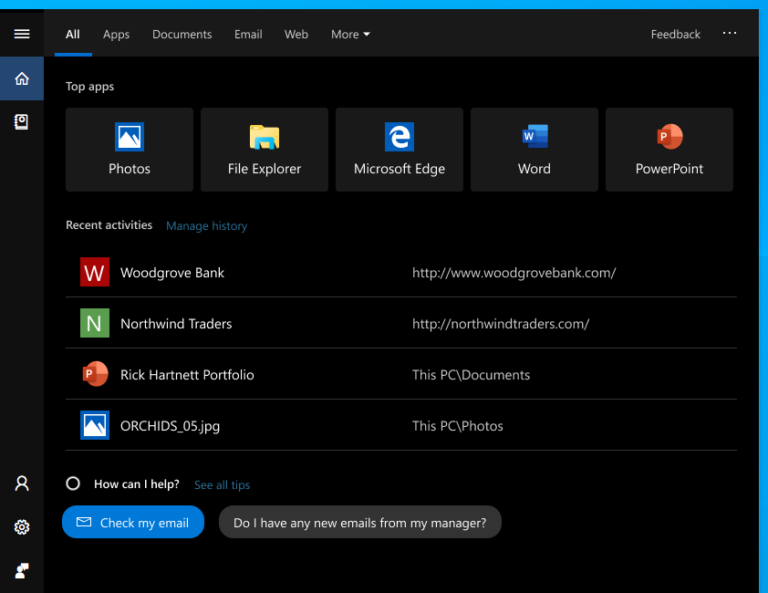 All Apps Documents Email Web More Feedback ...
Top apps
Photos File Explorer Microsoft Edge Word PowerPoint
Recent activities Manage history
W Woodgrove Bank http://www.woodgrovebank.com/
N Northwind Traders http://northwindtraders.com/
P Rick Hartnett Portfolio This PC\Documents
ORCHIDS_05.jpg This PC\Photos
How can I help? See all tips
Check my email Do I have any new emails from my manager?